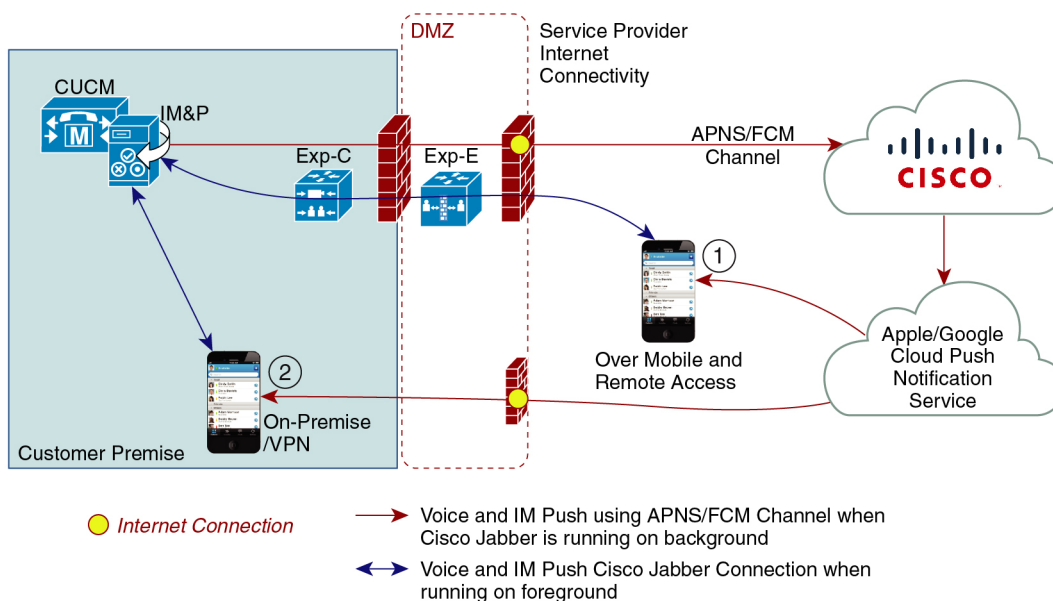 DMZ
Service Provider
Internet
Connectivity
CUCM
IM&P
M
Exp-C
Exp-E
APNS/FCM
Channel
CISCO
1
Over Mobile and
Remote Access
Apple/Google
Cloud Push
Notification
Service
2
On-Premise
/VPN
Customer Premise
Internet Connection
Voice and IM Push using APNS/FCM Channel when
Cisco Jabber is running on background
Voice and IM Push Cisco Jabber Connection when
running on foreground